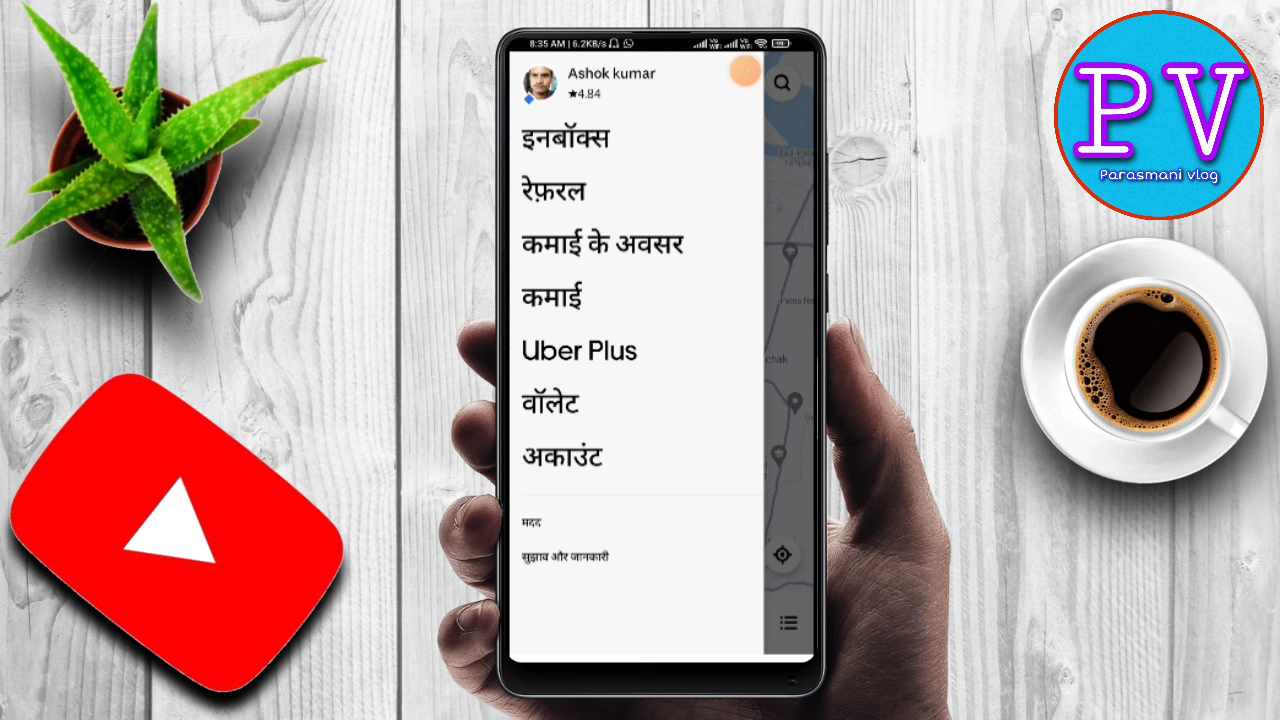 8:35 AM | 6.2KB/s
Ashok kumar
★4.84
इनबॉक्स
रेफ़रल
कमाई के अवसर
कमाई
Uber Plus
वॉलेट
अकाउंट
मदद
सुझाव और जानकारी
chak
PV
Parasmani vlog